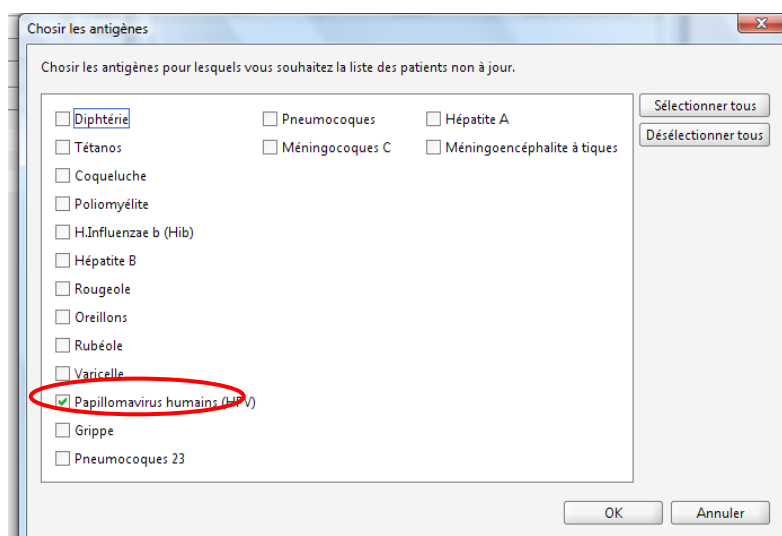 Chosir les antigènes
Chosir les antigènes pour lesquels vous souhaitez la liste des patients non à jour.
Diphtérie Pneumocoques Hépatite A
Tétanos Méningocoques C Méningoencéphalite à tiques
Coqueluche
Poliomyélite
H.Influenzae b (Hib)
Hépatite B
Rougeole
Oreillons
Rubéole
Varicelle
Papillomavirus humains (HPV)
Grippe
Pneumocoques 23
Sélectionner tous
Désélectionner tous
OK Annuler